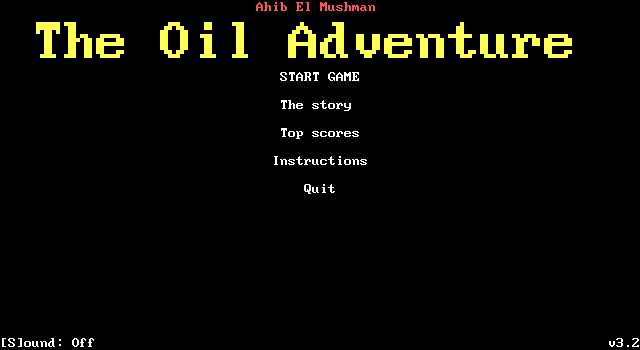 Ahib El Mushman
The Oil Adventure
START GAME
The story
Top scores
Instructions
Quit
[S]ound: Off
v3.2